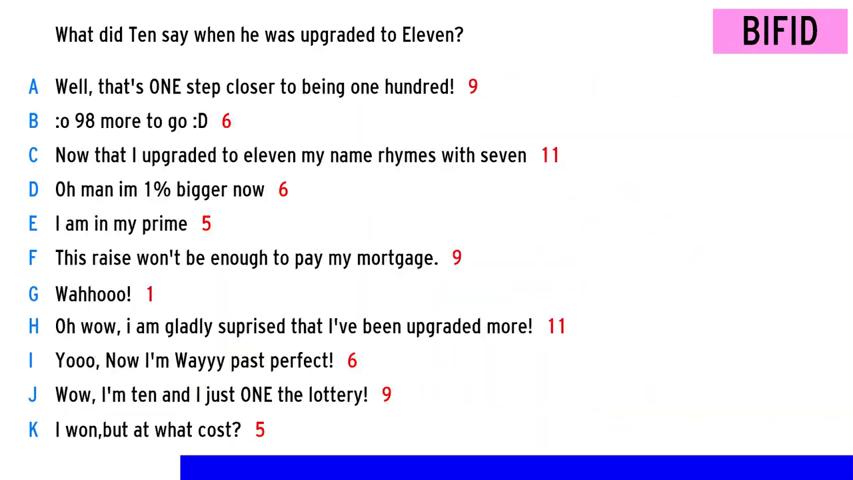 What did Ten say when he was upgraded to Eleven?
BIFID
A Well, that's ONE step closer to being one hundred! 9
B :o 98 more to go :D 6
C Now that I upgraded to eleven my name rhymes with seven 11
D Oh man im 1% bigger now 6
E I am in my prime 5
F This raise won't be enough to pay my mortgage. 9
G Wahhooo! 1
H Oh wow, i am gladly suprised that I've been upgraded more! 11
I Yooo, Now I'm Wayyy past perfect! 6
J Wow, I'm ten and I just ONE the lottery! 9
K I won,but at what cost? 5